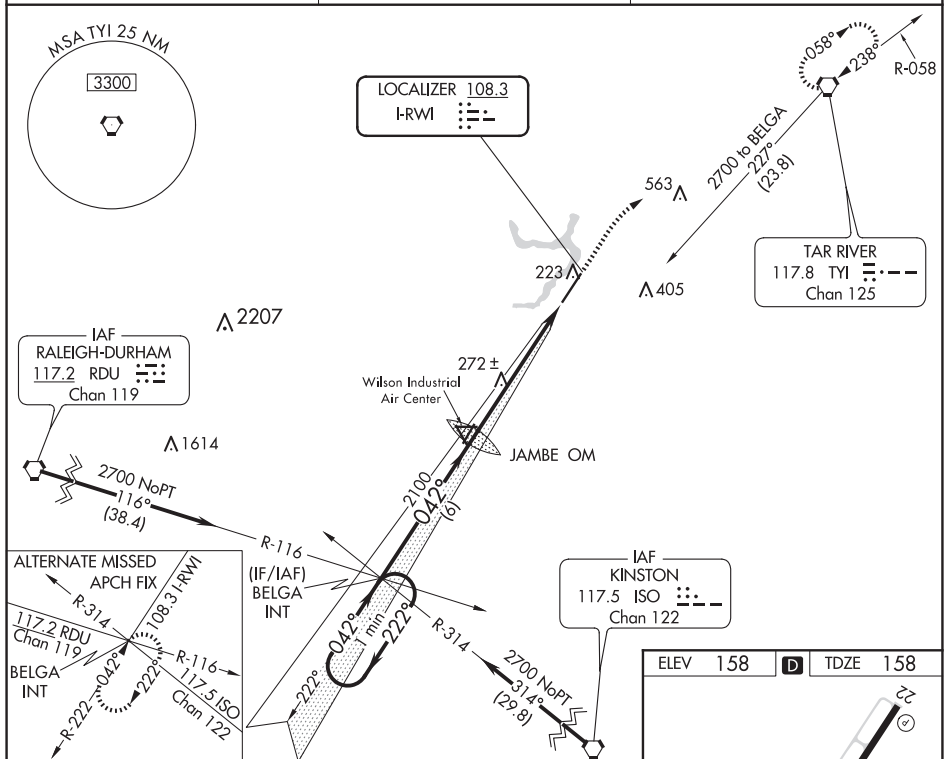 MSA TYI 25 NM
3300
LOCALIZER 108.3
I-RWI
058°
238°
R-058
2700 to BELGA
227°
(23.8)
563
TAR RIVER
117.8 TYI
Chan 125
223
405
2207
IAF
RALEIGH-DURHAM
117.2 RDU
Chan 119
272 ±
Wilson Industrial
Air Center
1614
JAMBE OM
2700 NoPT
116°
(38.4)
2100
042°
(6)
R-116
(IF/IAF)
BELGA
INT
042°
1 min
222°
222°
R-314
2700 NoPT
314°
(29.8)
IAF
KINSTON
117.5 ISO
Chan 122
ALTERNATE MISSED
APCH FIX
R-314
108.3 I-RWI
117.2 RDU
Chan 119
BELGA
INT
R-116
117.5 ISO
Chan 122
042°
222°
R-222
ELEV 158
D
TDZE 158
22
P